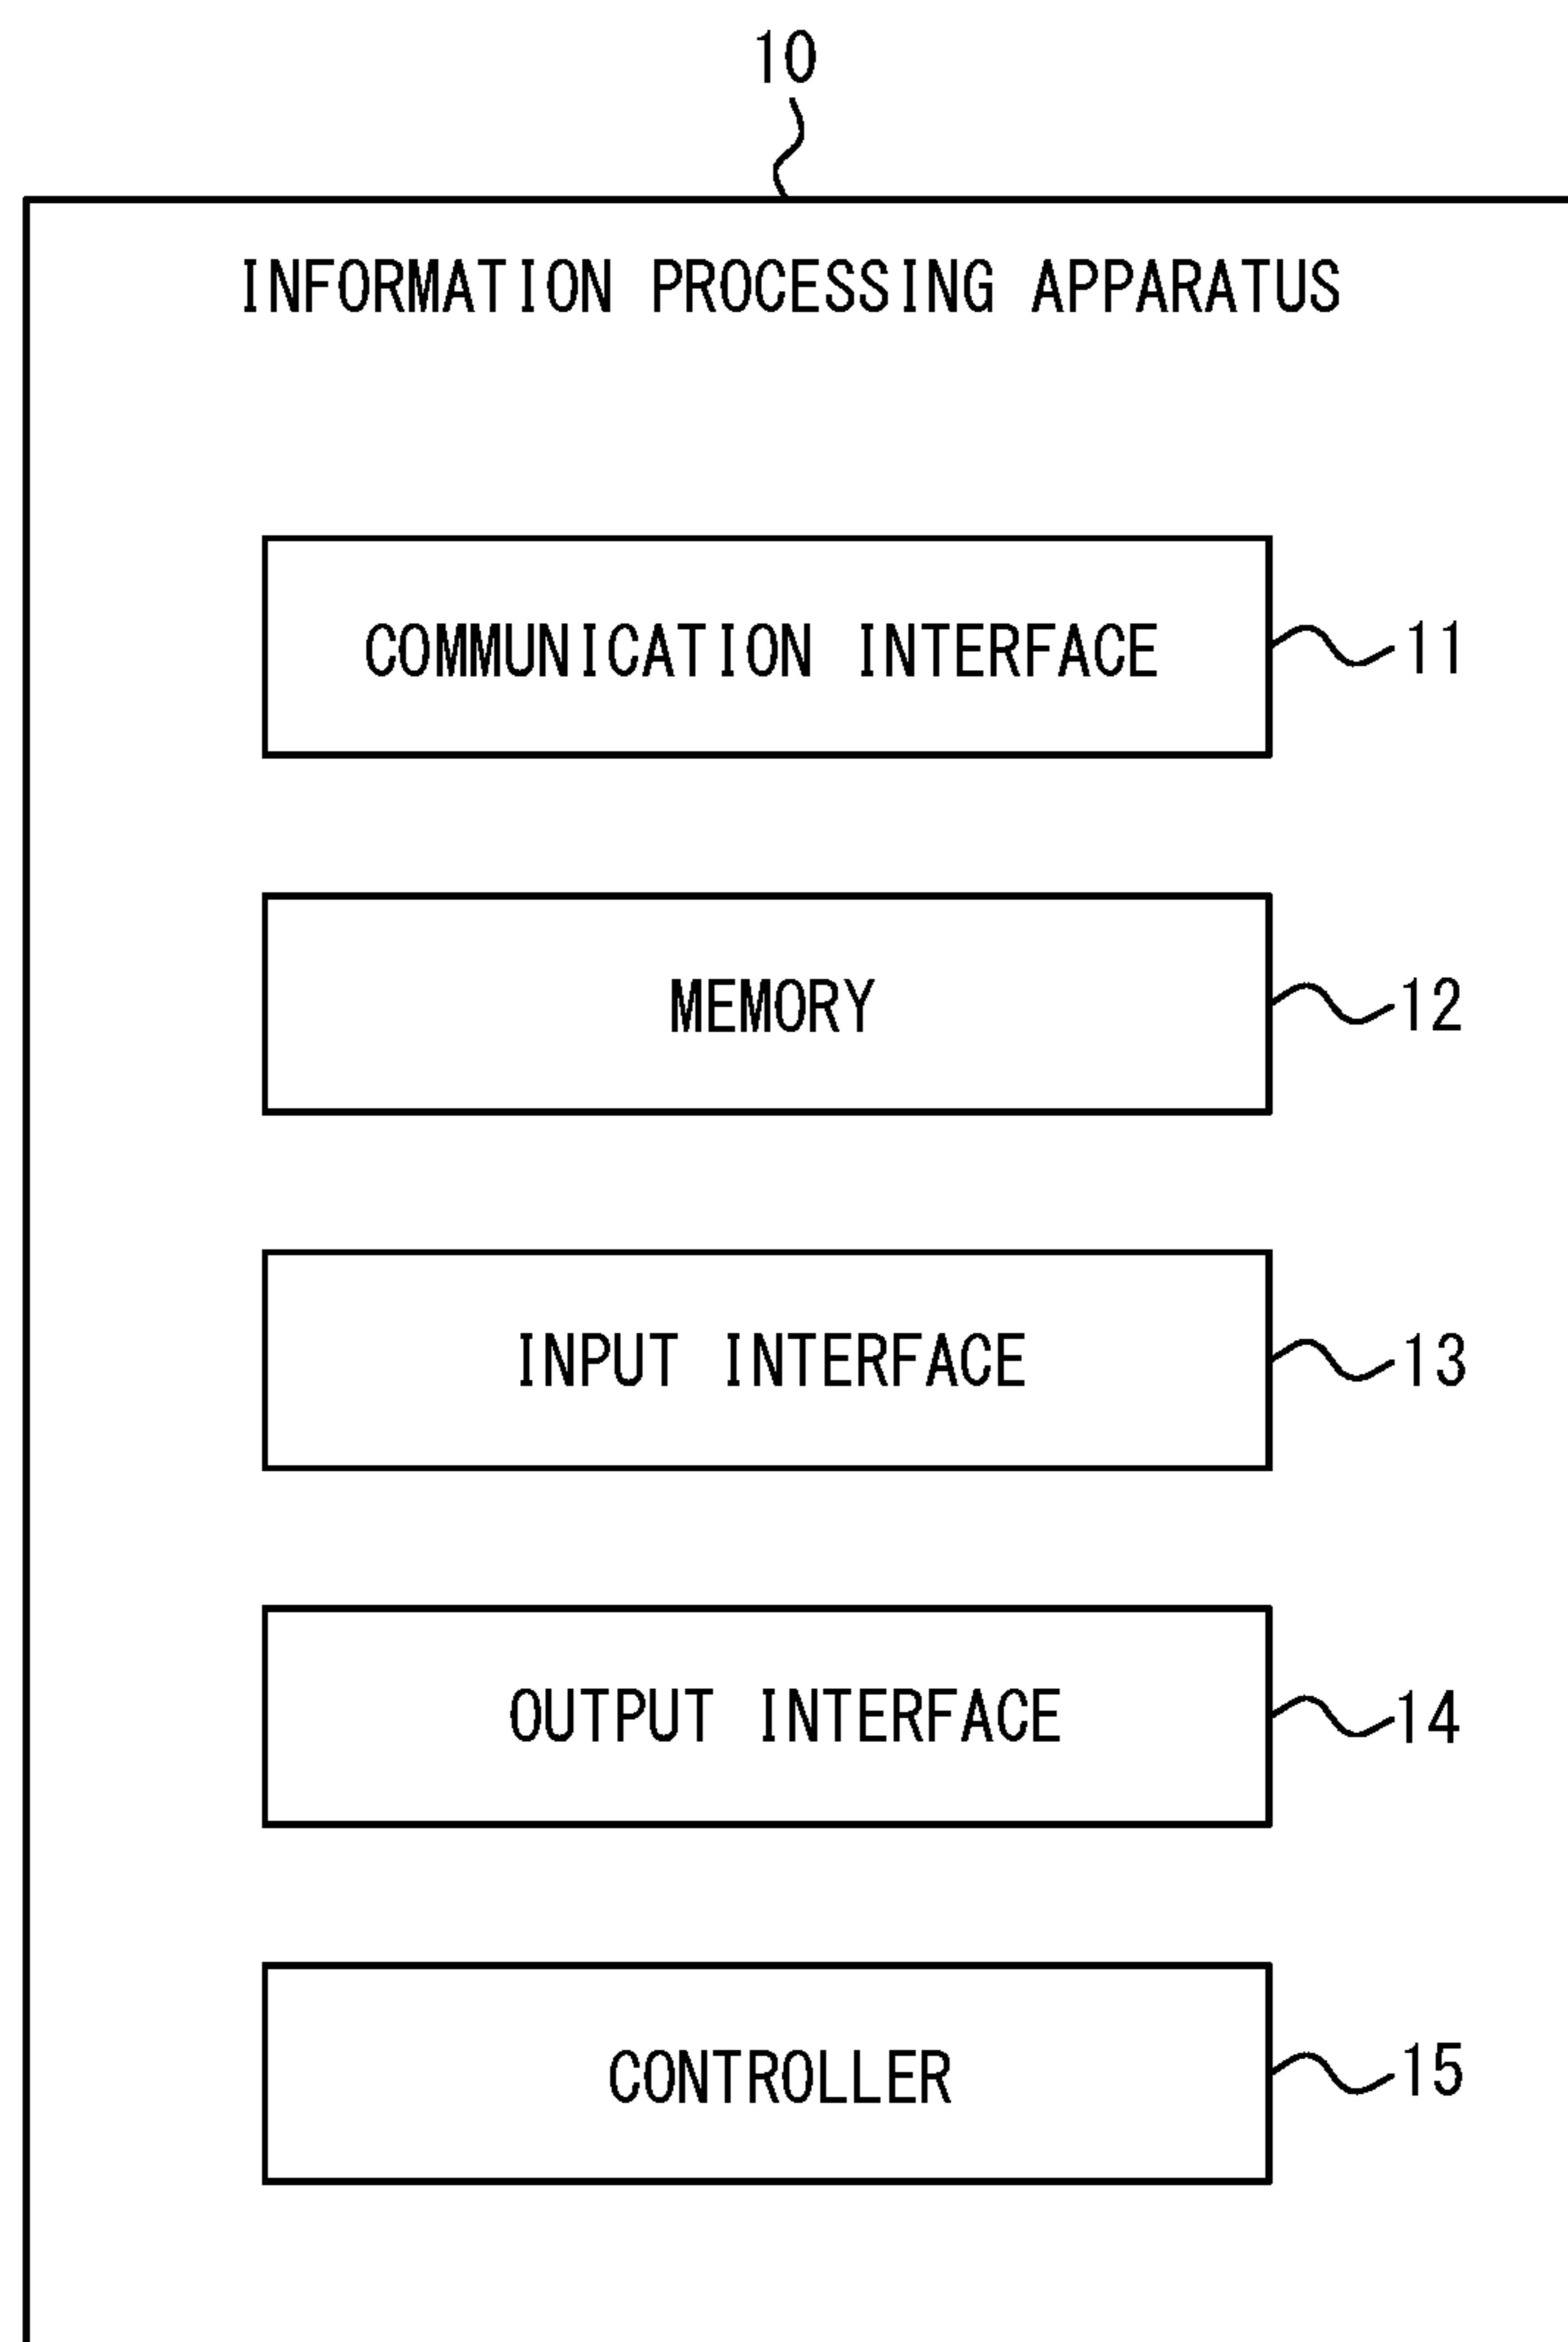 10
INFORMATION PROCESSING APPARATUS
COMMUNICATION INTERFACE 11
MEMORY 12
INPUT INTERFACE 13
OUTPUT INTERFACE 14
CONTROLLER 15